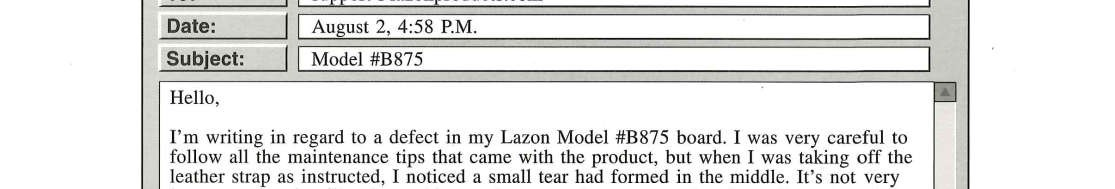 Date: August 2, 4:58 P.M.
Subject: Model #B875
Hello,
I'm writing in regard to a defect in my Lazon Model #B875 board. I was very careful to
follow all the maintenance tips that came with the product, but when I was taking off the
leather strap as instructed, I noticed a small tear had formed in the middle. It's not very